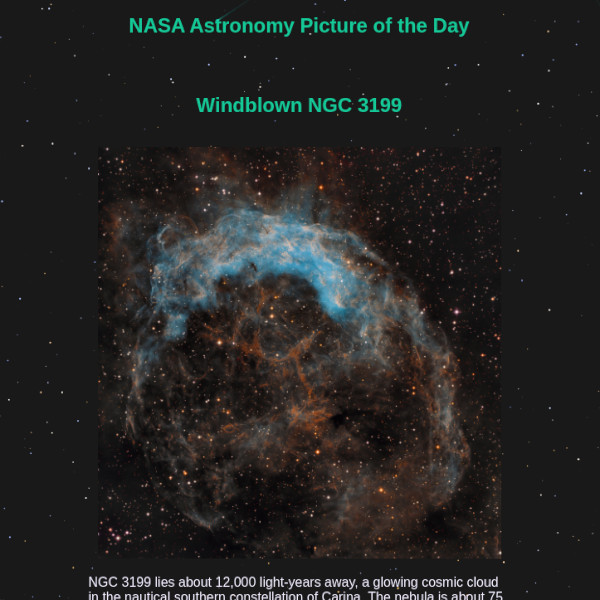 NASA Astronomy Picture of the Day
Windblown NGC 3199
NGC 3199 lies about 12,000 light-years away, a glowing cosmic cloud
in the nautical southern constellation of Carina. The nebula is about 75